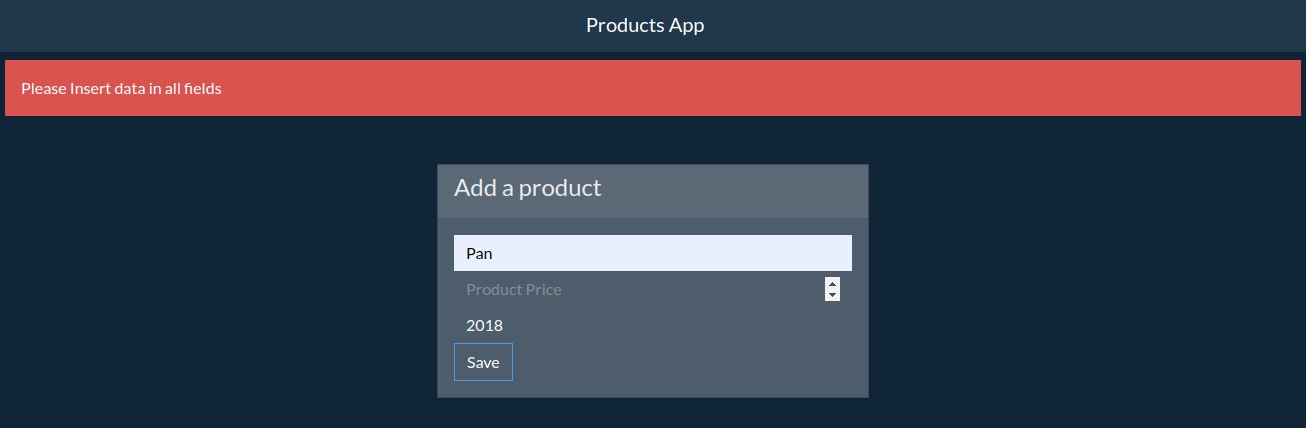 Products App
Please Insert data in all fields
Add a product
Pan
Product Price
2018
Save